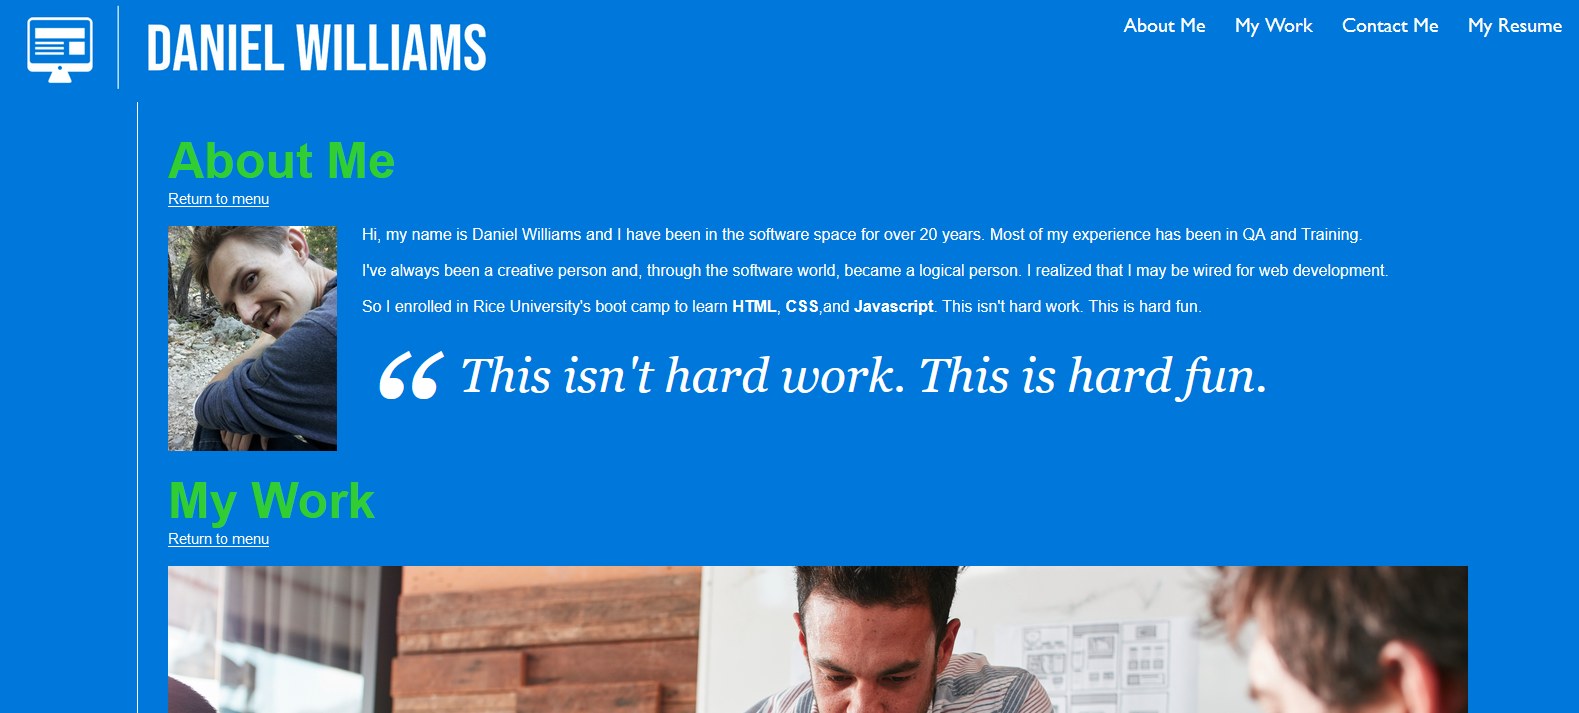 DANIEL WILLIAMS
About Me My Work Contact Me My Resume
About Me
Return to menu
Hi, my name is Daniel Williams and I have been in the software space for over 20 years. Most of my experience has been in QA and Training.
I've always been a creative person and, through the software world, became a logical person. I realized that I may be wired for web development.
So I enrolled in Rice University's boot camp to learn HTML, CSS,and Javascript. This isn't hard work. This is hard fun.
“ This isn't hard work. This is hard fun.
My Work
Return to menu